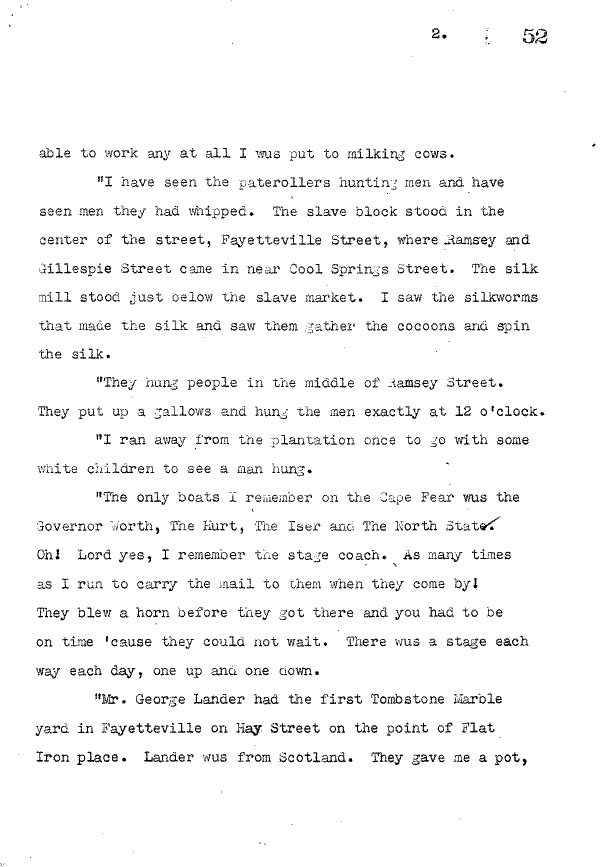 2. 52
able to work any at all I wus put to milking cows.
"I have seen the paterollers hunting men and have
seen men they had whipped. The slave block stood in the
center of the street, Fayetteville Street, where Ramsey and
Gillespie Street came in near Cool Springs Street. The silk
mill stood just below the slave market. I saw the silkworms
that made the silk and saw them gather the cocoons and spin
the silk.
"They hung people in the middle of Ramsey Street.
They put up a gallows and hung the men exactly at 12 o'clock.
"I ran away from the plantation once to go with some
white children to see a man hung.
"The only boats I remember on the Cape Fear wus the
Governor Worth, The Hurt, The Iser and The North State.
Oh! Lord yes, I remember the stage coach. As many times
as I run to carry the mail to them when they come by!
They blew a horn before they got there and you had to be
on time 'cause they could not wait. There wus a stage each
way each day, one up and one down.
"Mr. George Lander had the first Tombstone Marble
yard in Fayetteville on Hay Street on the point of Flat
Iron place. Lander wus from Scotland. They gave me a pot,